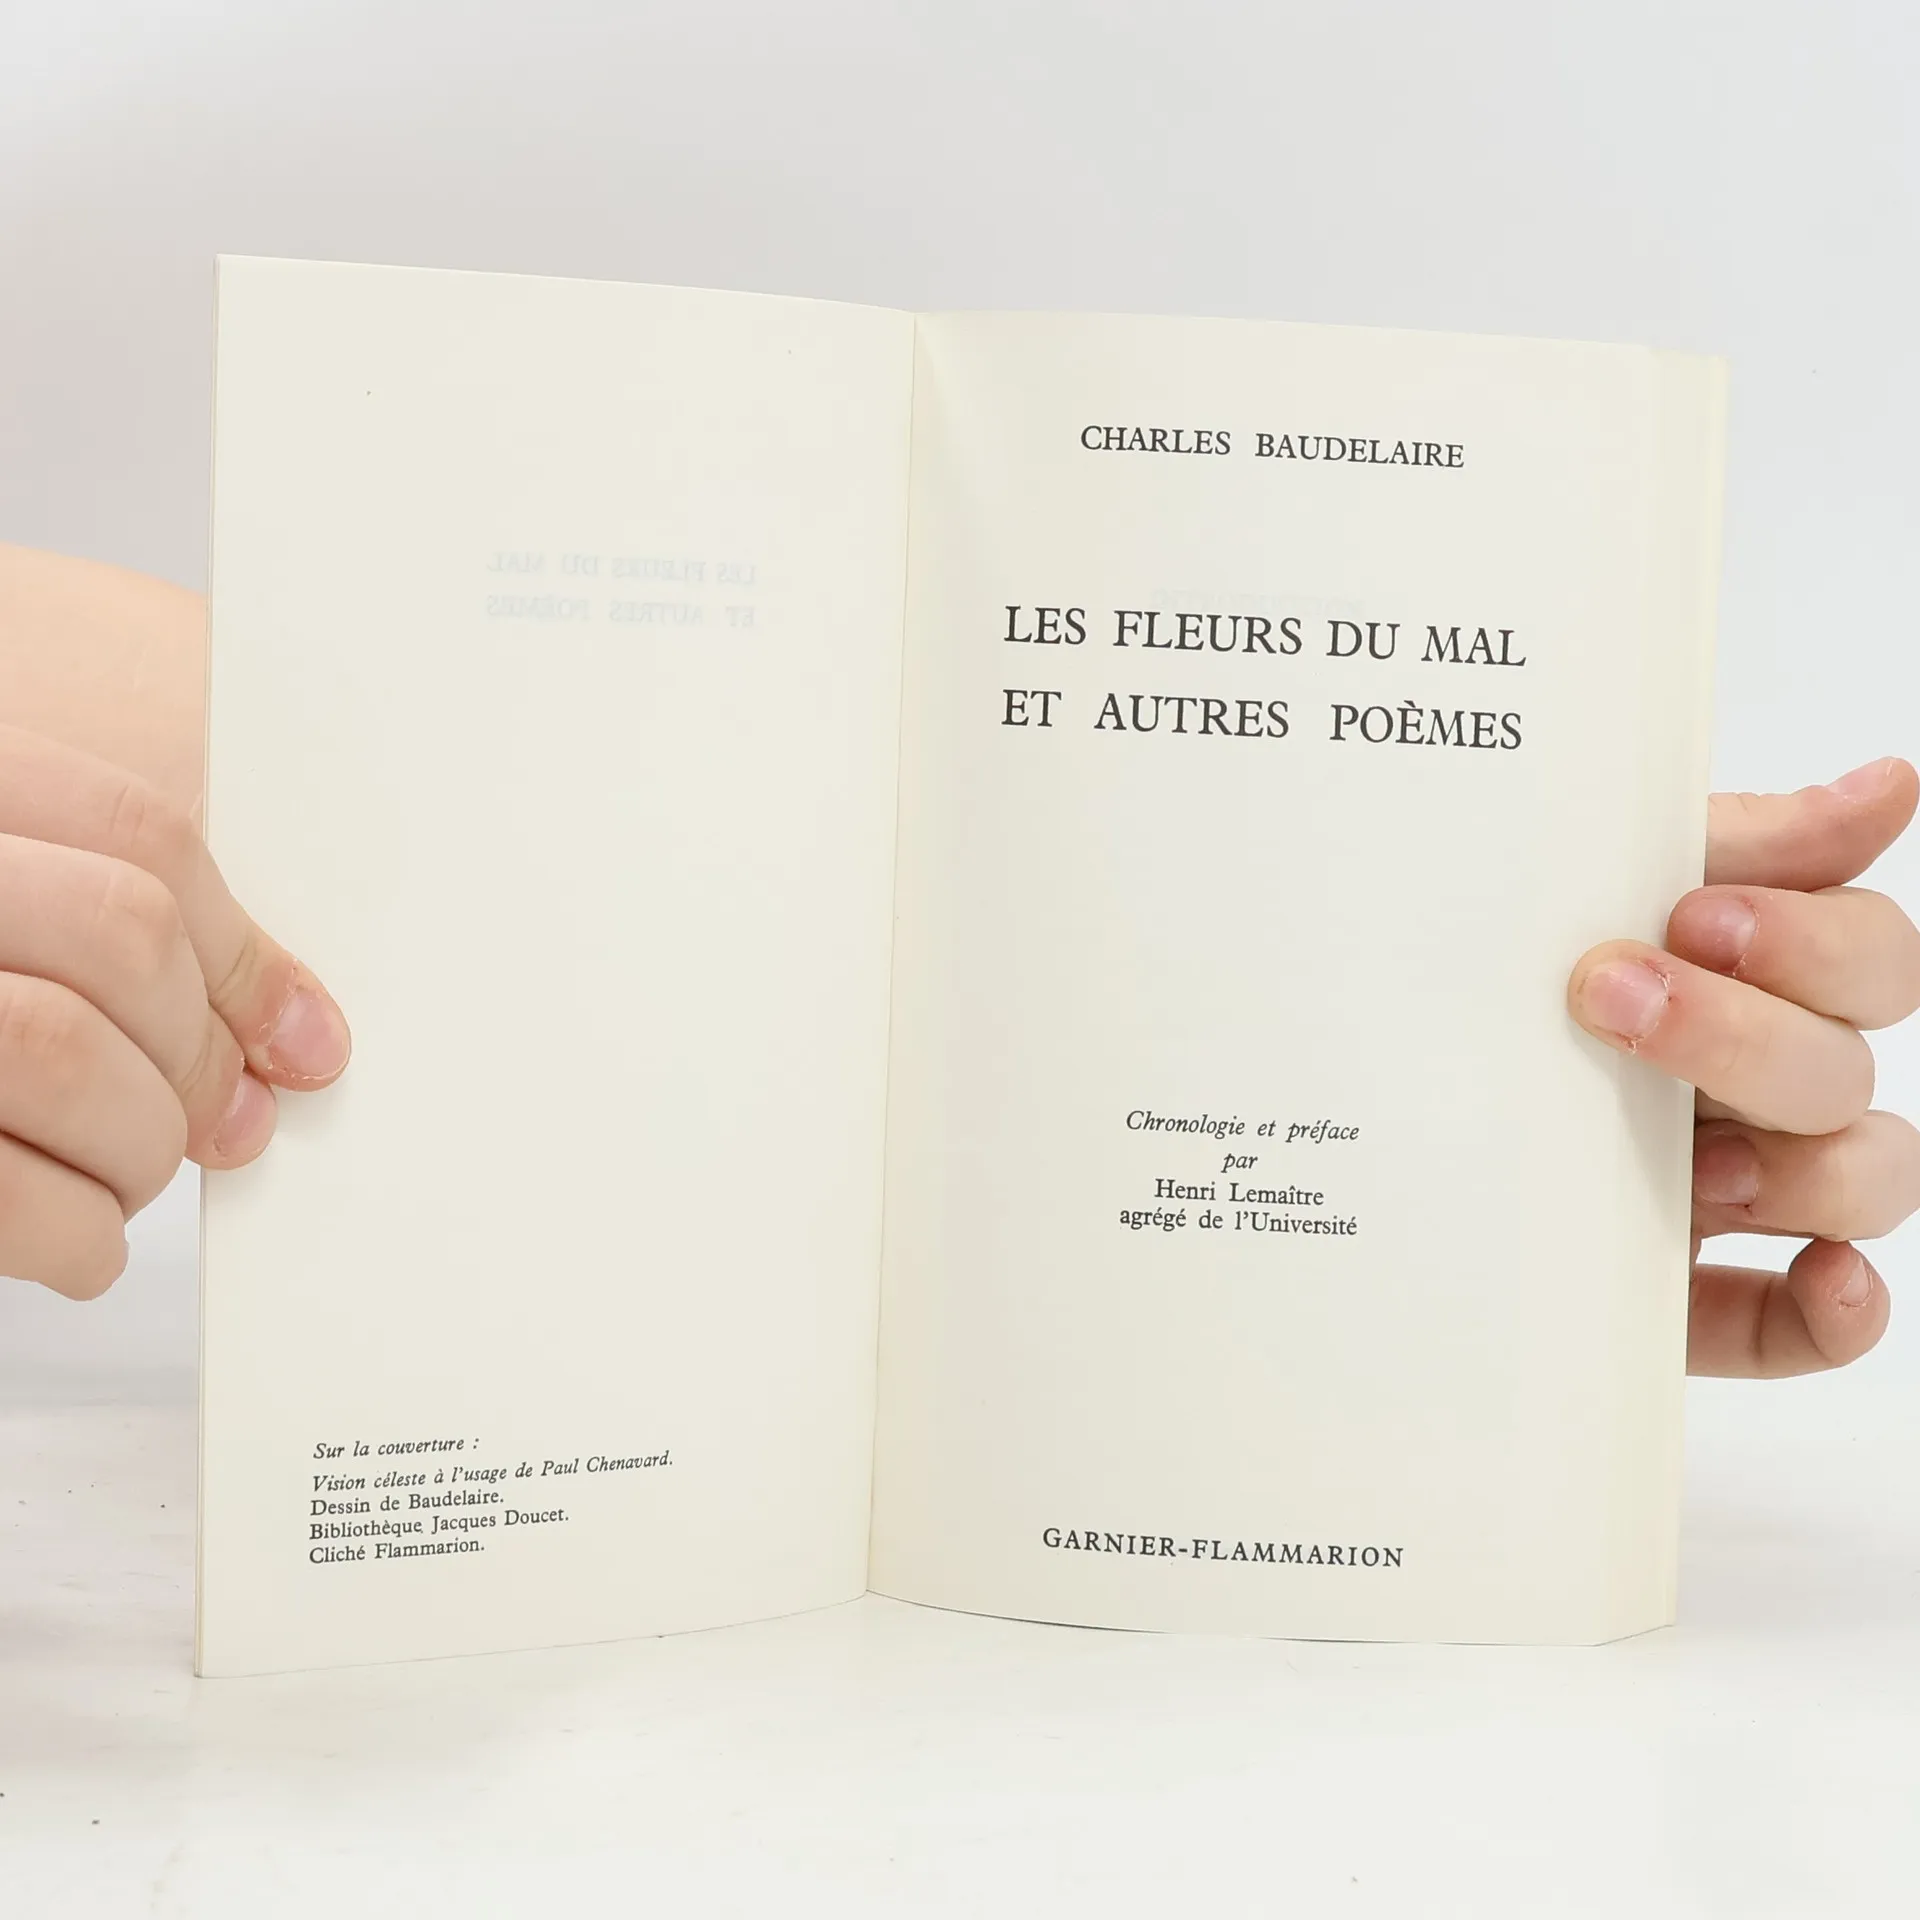 Sur la couverture :
Vision céleste à l'usage de Paul Chenavard.
Dessin de Baudelaire.
Bibliothèque Jacques Doucet.
Cliché Flammarion.
CHARLES BAUDELAIRE
LES FLEURS DU MAL
ET AUTRES POÈMES
Chronologie et préface
par
Henri Lemaître
agrégé de l'Université
GARNIER-FLAMMARION